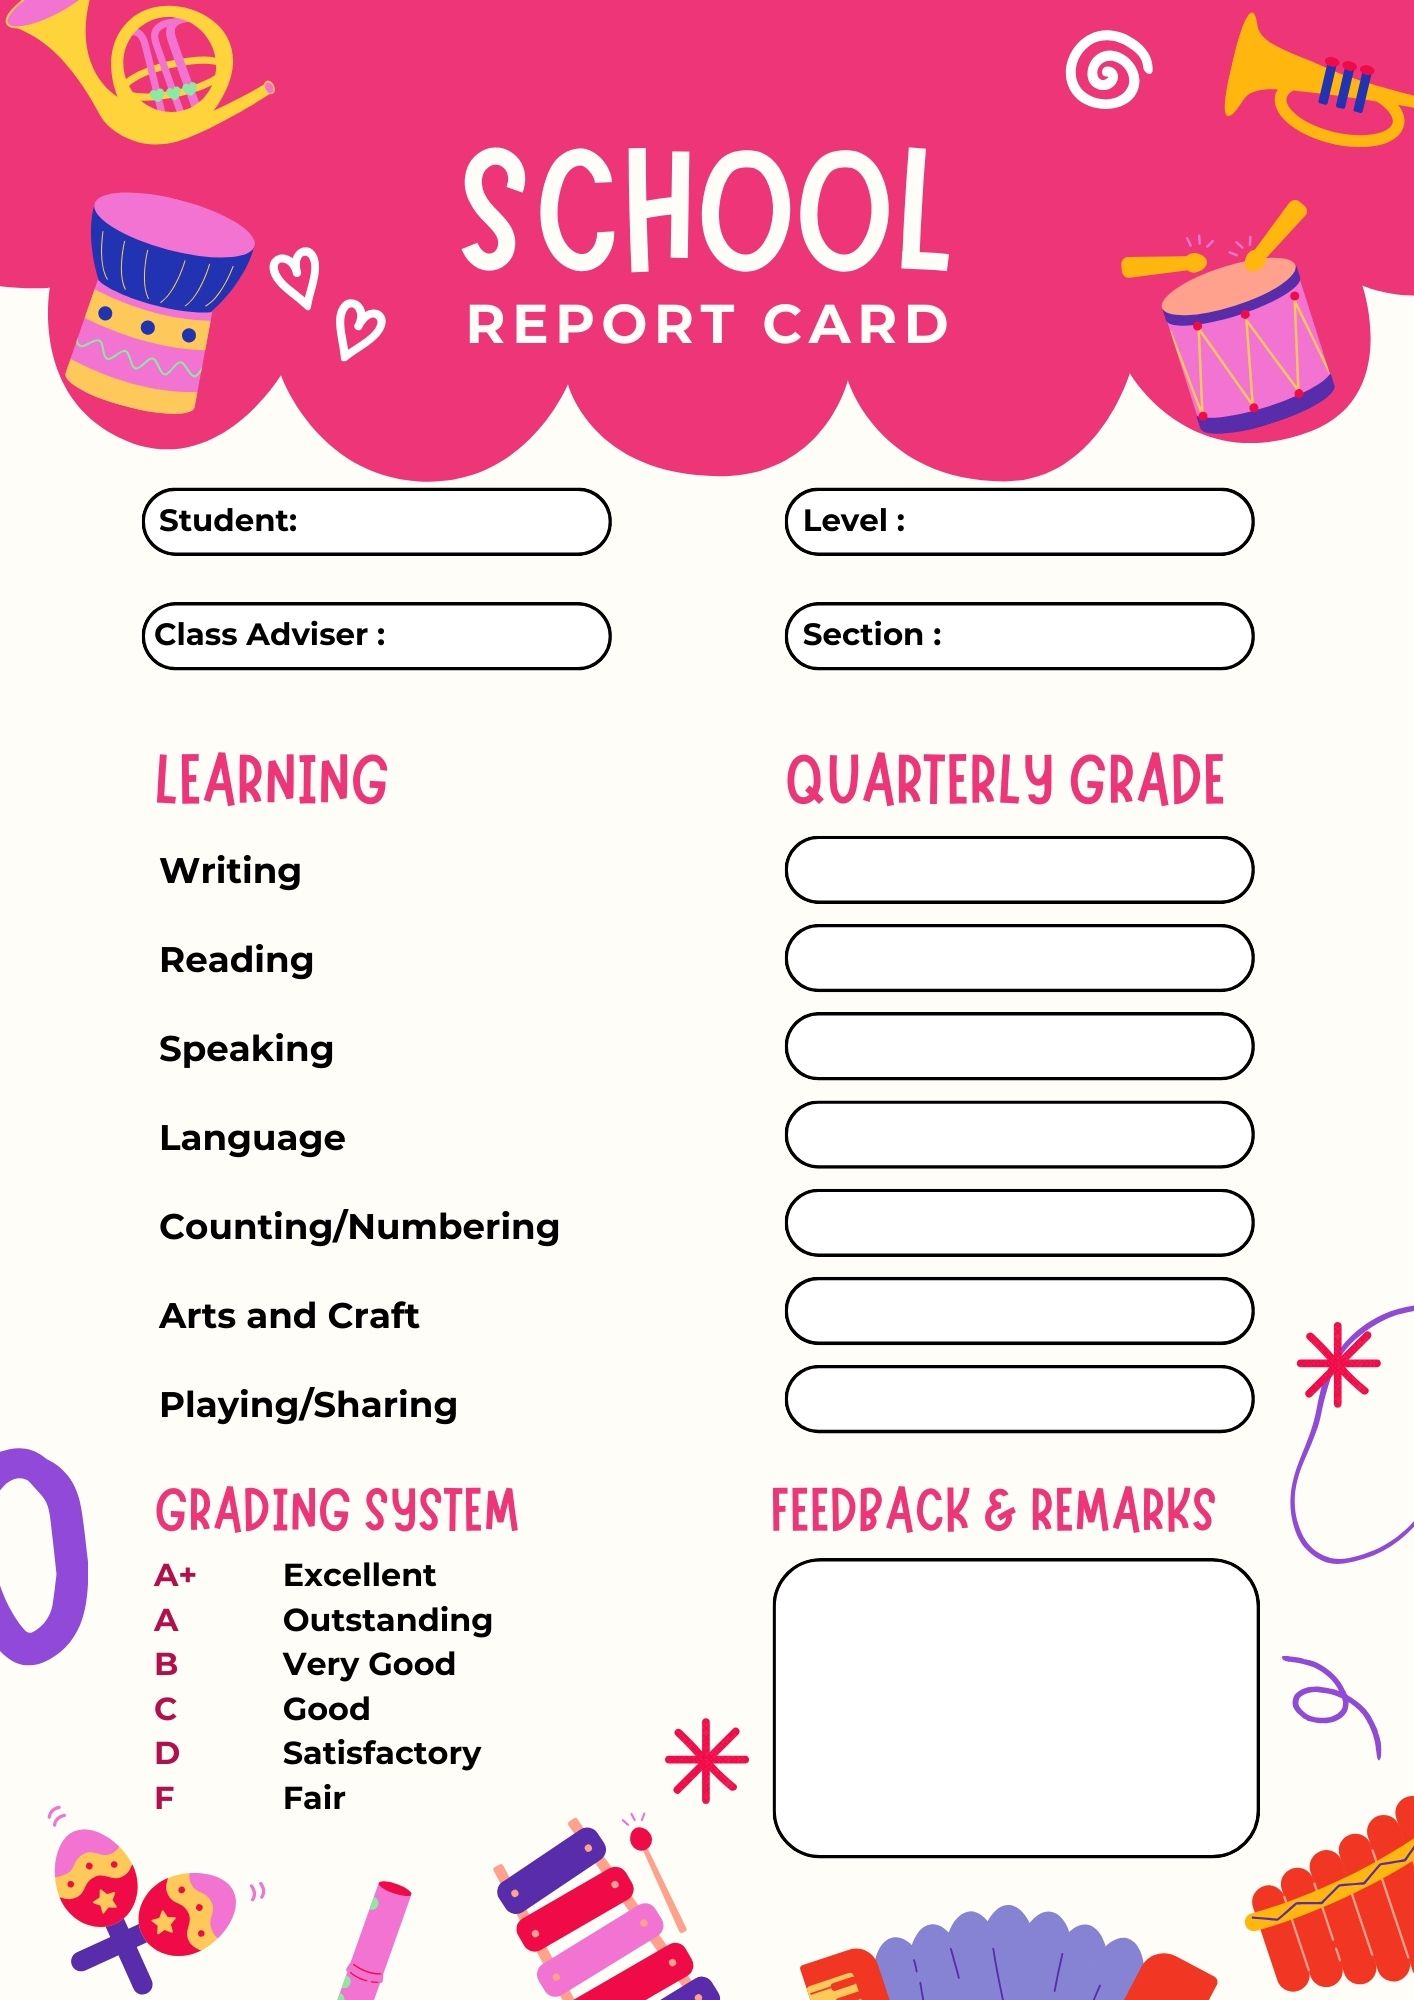 SCHOOL
REPORT CARD
Student:
Level :
Class Adviser :
Section :
LEARNING
QUARTERLY GRADE
Writing
Reading
Speaking
Language
Counting/Numbering
Arts and Craft
Playing/Sharing
GRADING SYSTEM
A+ Excellent
A Outstanding
B Very Good
C Good
D Satisfactory
F Fair
FEEDBACK & REMARKS